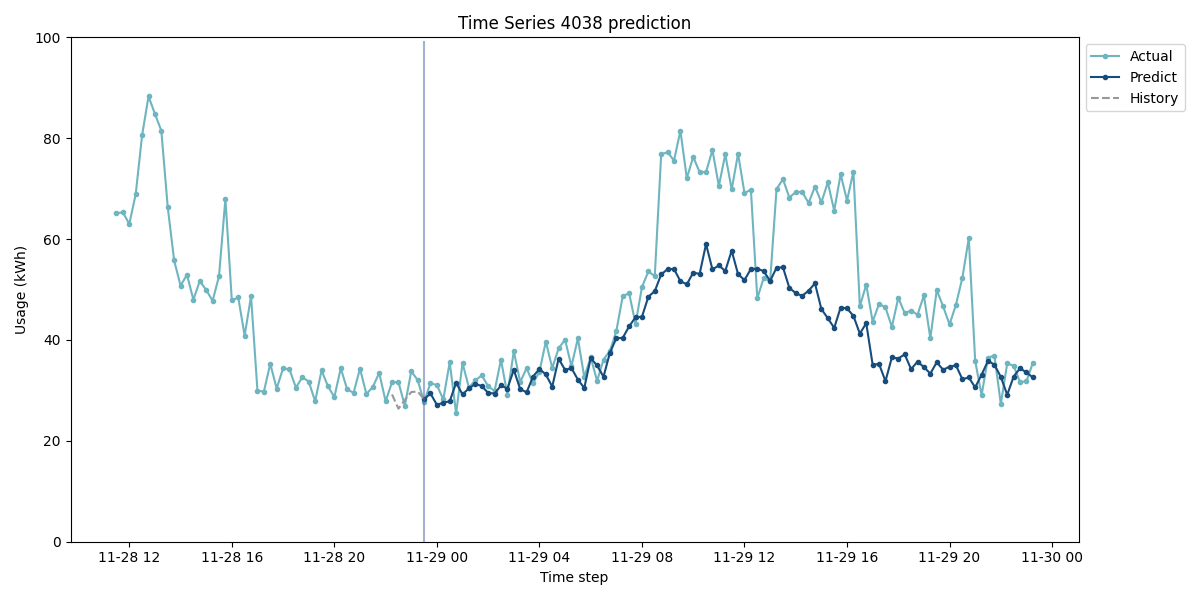 Time Series 4038 prediction
Actual
Predict
History
Usage (kWh)
100
80
60
40
20
0
11-28 12
11-28 16
11-28 20
11-29 00
11-29 04
11-29 08
11-29 12
11-29 16
11-29 20
11-30 00
Time step